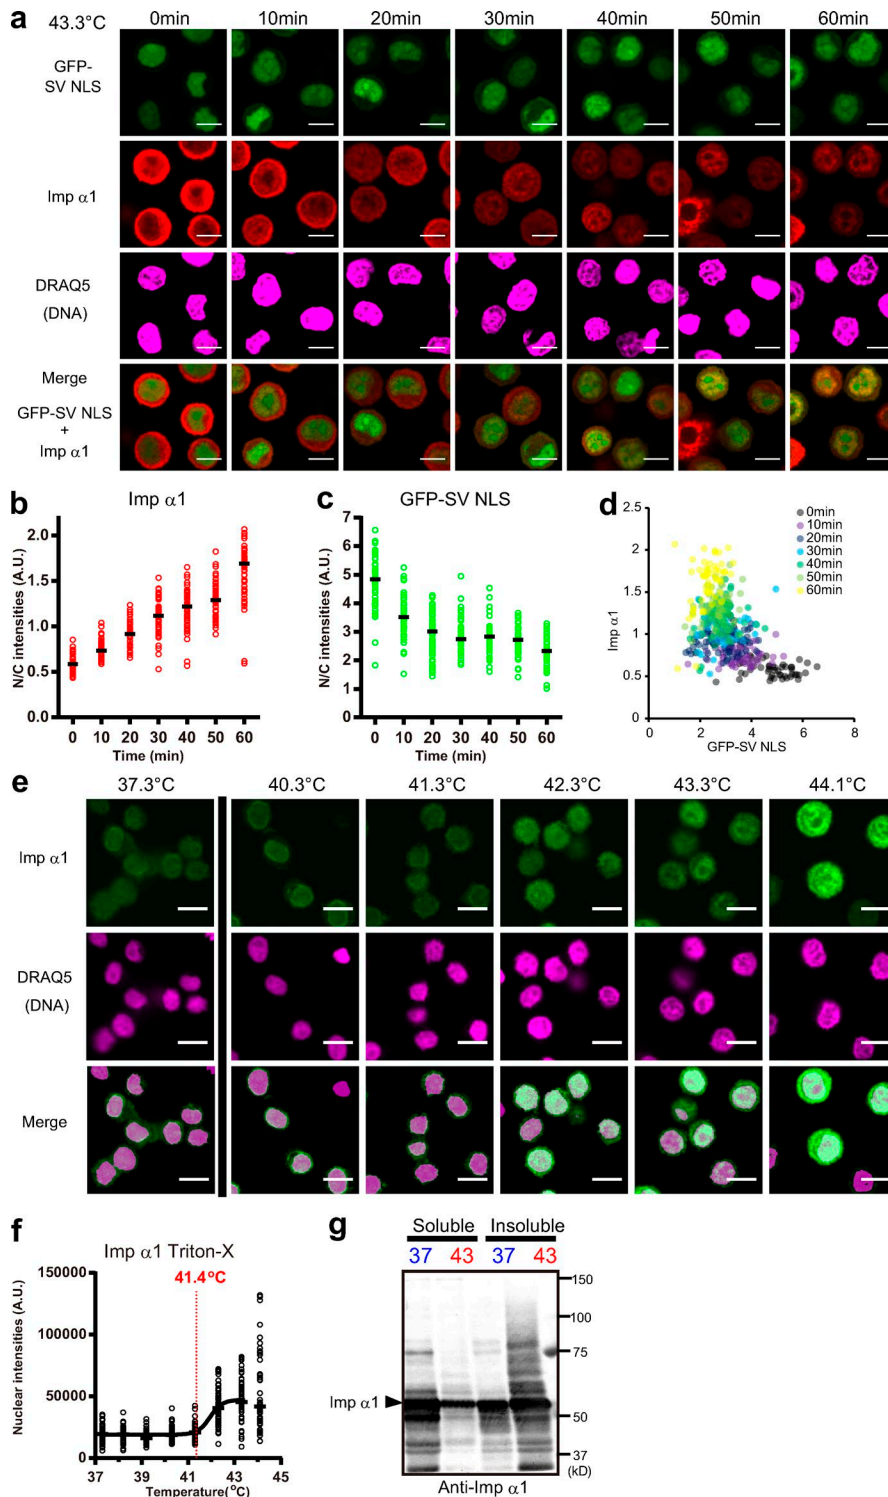 a
43.3°C
0min 10min 20min 30min 40min 50min 60min
GFP-
SV NLS
Imp α1
DRAQ5
(DNA)
Merge
GFP-SV NLS
+
Imp α1
b
Imp α1
N/C intensities (A.U.)
2.0
1.5
1.0
0.5
0.0
0 10 20 30 40 50 60
Time (min)
c
GFP-SV NLS
N/C intensities (A.U.)
7
6
5
4
3
2
1
0
0 10 20 30 40 50 60
Time (min)
d
Imp α1
2.5
2
1.5
1
0.5
0
0 2 4 6 8
GFP-SV NLS
0min
10min
20min
30min
40min
50min
60min
e
37.3°C 40.3°C 41.3°C 42.3°C 43.3°C 44.1°C
Imp α1
DRAQ5
(DNA)
Merge
f
Imp α1 Triton-X
41.4°C
Nuclear intensities (A.U.)
150000
100000
50000
0
37 39 41 43 45
Temperature(°C)
g
Soluble Insoluble
37 43 37 43
150
100
75
50
37
(kD)
Imp α1
Anti-Imp α1